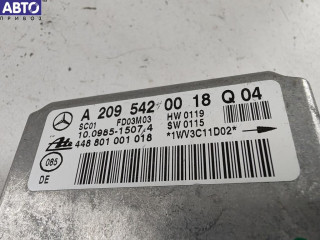 АВТО
ПРИВОЗ
A 209 542 00 18 Q 04
SC01 FD03M03 HW 0119
10.0985-1507.4 SW 0115
Ate 448 801 001 018 *1WV3C11D02*
085
DE